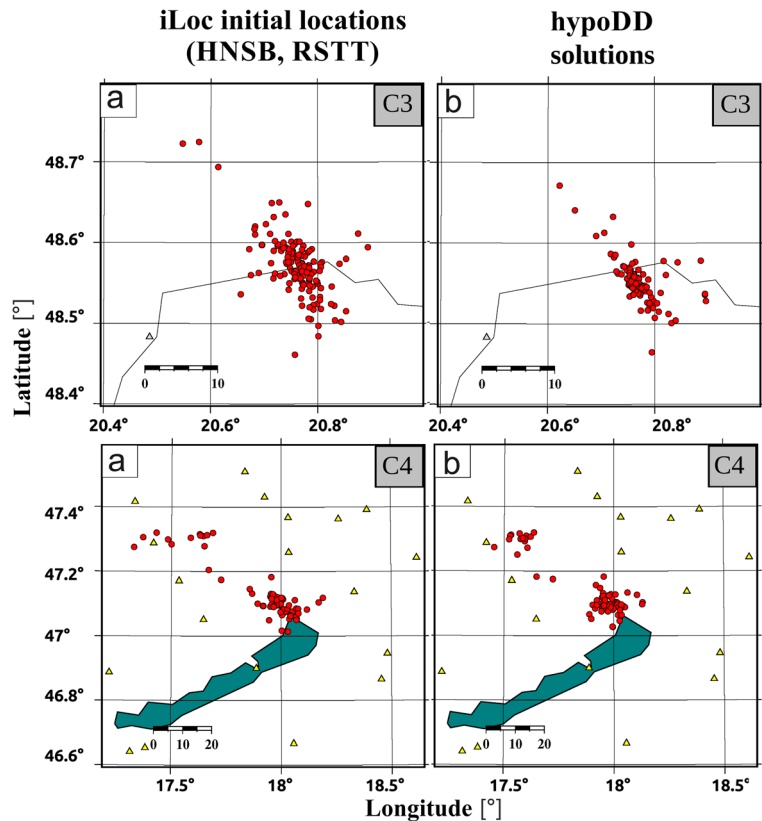 iLoc initial locations
(HNSB, RSTT)
hypoDD
solutions
a
C3
b
C3
48.7°
48.6°
48.5°
48.4°
0 10
0 10
20.4° 20.6° 20.8°
20.4° 20.6° 20.8°
Latitude [°]
a
C4
b
C4
47.4°
47.2°
47°
46.8°
46.6°
0 10 20
0 10 20
17.5° 18° 18.5°
17.5° 18° 18.5°
Longitude [°]